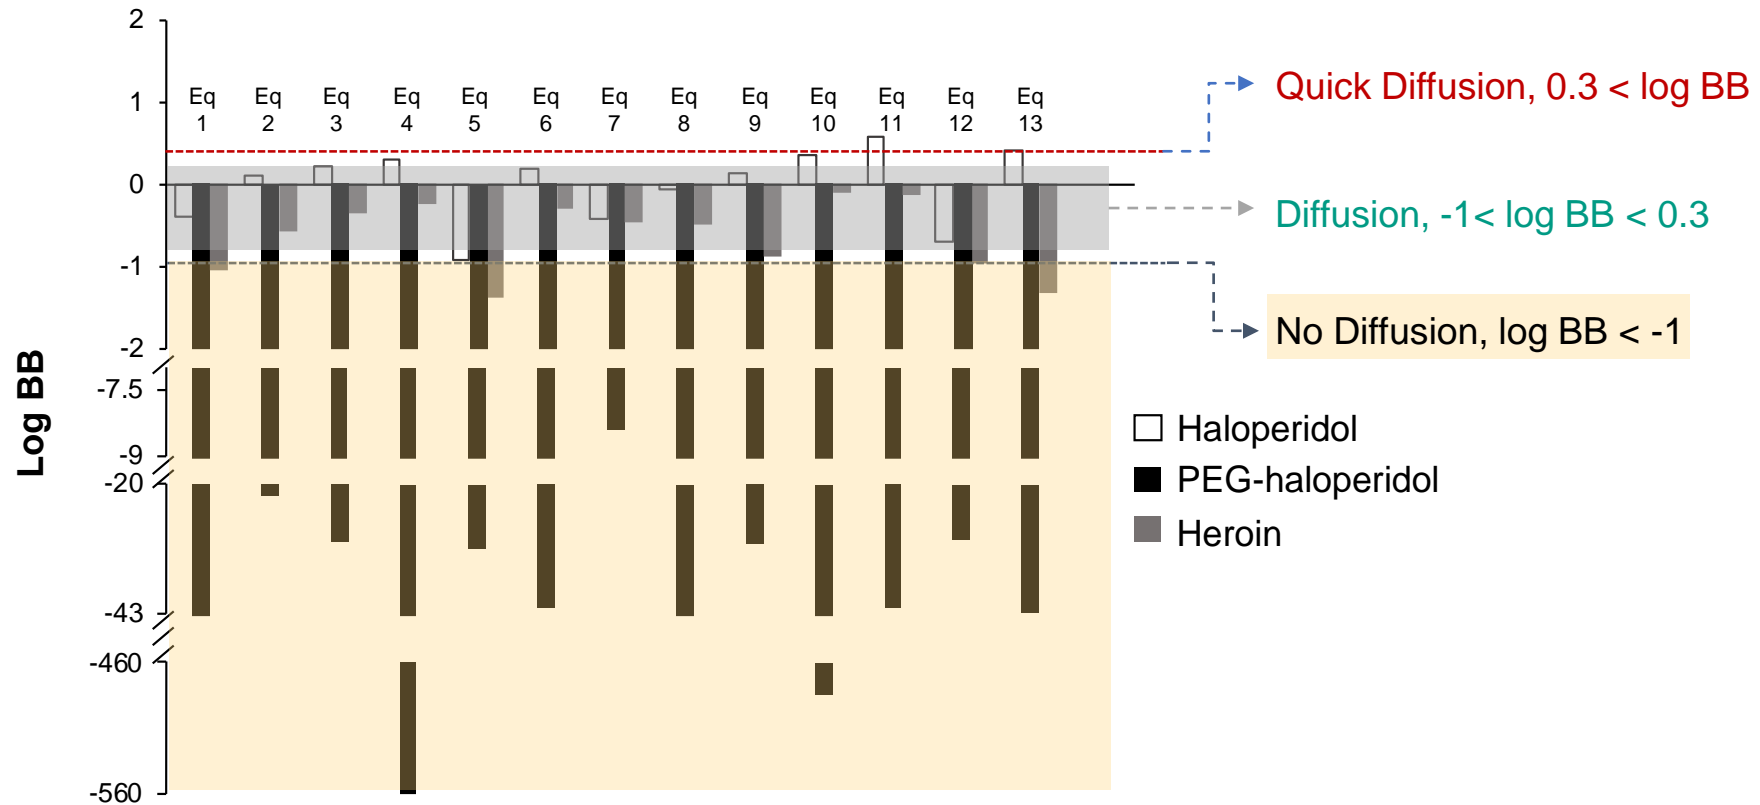 2
1
0
-1
-2
-7.5
-9
-20
-43
-460
-560
Log BB
Eq 1
Eq 2
Eq 3
Eq 4
Eq 5
Eq 6
Eq 7
Eq 8
Eq 9
Eq 10
Eq 11
Eq 12
Eq 13
Quick Diffusion, 0.3 < log BB
Diffusion, -1< log BB < 0.3
No Diffusion, log BB < -1
Haloperidol
PEG-haloperidol
Heroin